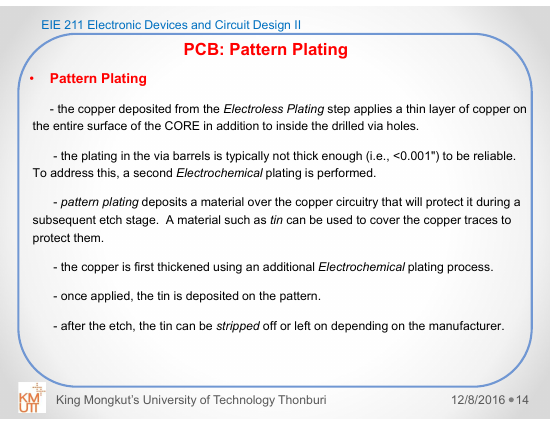 EIE 211 Electronic Devices and Circuit Design II
PCB: Pattern Plating
• Pattern Plating
- the copper deposited from the Electroless Plating step applies a thin layer of copper on
the entire surface of the CORE in addition to inside the drilled via holes.
- the plating in the via barrels is typically not thick enough (i.e., <0.001") to be reliable.
To address this, a second Electrochemical plating is performed.
- pattern plating deposits a material over the copper circuitry that will protect it during a
subsequent etch stage. A material such as tin can be used to cover the copper traces to
protect them.
- the copper is first thickened using an additional Electrochemical plating process.
- once applied, the tin is deposited on the pattern.
- after the etch, the tin can be stripped off or left on depending on the manufacturer.
KM
UTT
King Mongkut's University of Technology Thonburi
12/8/2016 ● 14